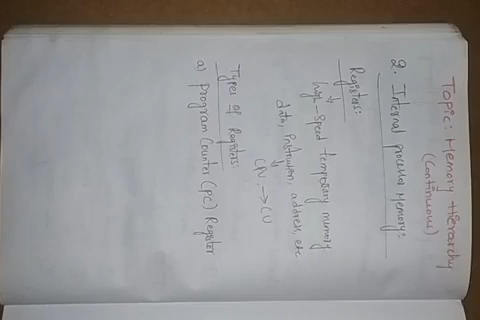 Topic: Memory Hierarchy
(Continuous)
2. Internal processor Memory:
Registers:
high-speed temporary memory
data, instruction, address, etc
CPU → CU
Types of Registers:
a) Program Counter (PC) Register